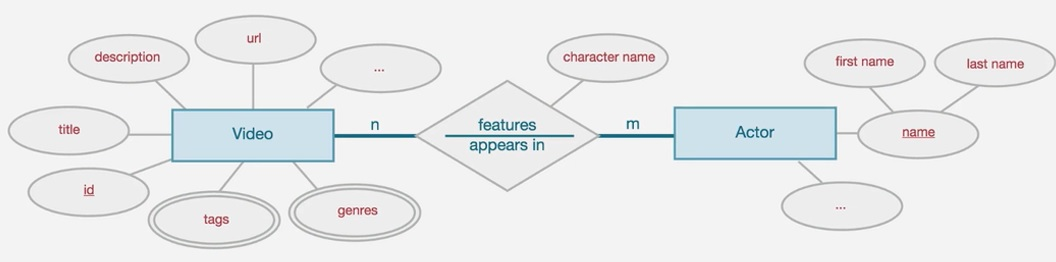 url
description
...
title
Video
id
tags
genres
n
features
appears in
character name
m
Actor
first name
last name
name
...